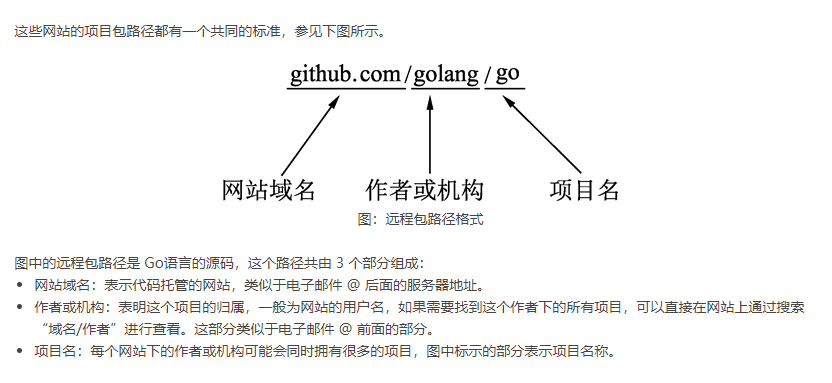 这些网站的项目包路径都有一个共同的标准，参见下图所示。
github.com/golang/go
网站域名 作者或机构 项目名
图：远程包路径格式
图中的远程包路径是 Go语言的源码，这个路径共由 3 个部分组成：
• 网站域名：表示代码托管的网站，类似于电子邮件 @ 后面的服务器地址。
• 作者或机构：表明这个项目的归属，一般为网站的用户名，如果需要找到这个作者下的所有项目，可以直接在网站上通过搜索
“域名/作者”进行查看。这部分类似于电子邮件 @ 前面的部分。
• 项目名：每个网站下的作者或机构可能会同时拥有很多的项目，图中标示的部分表示项目名称。